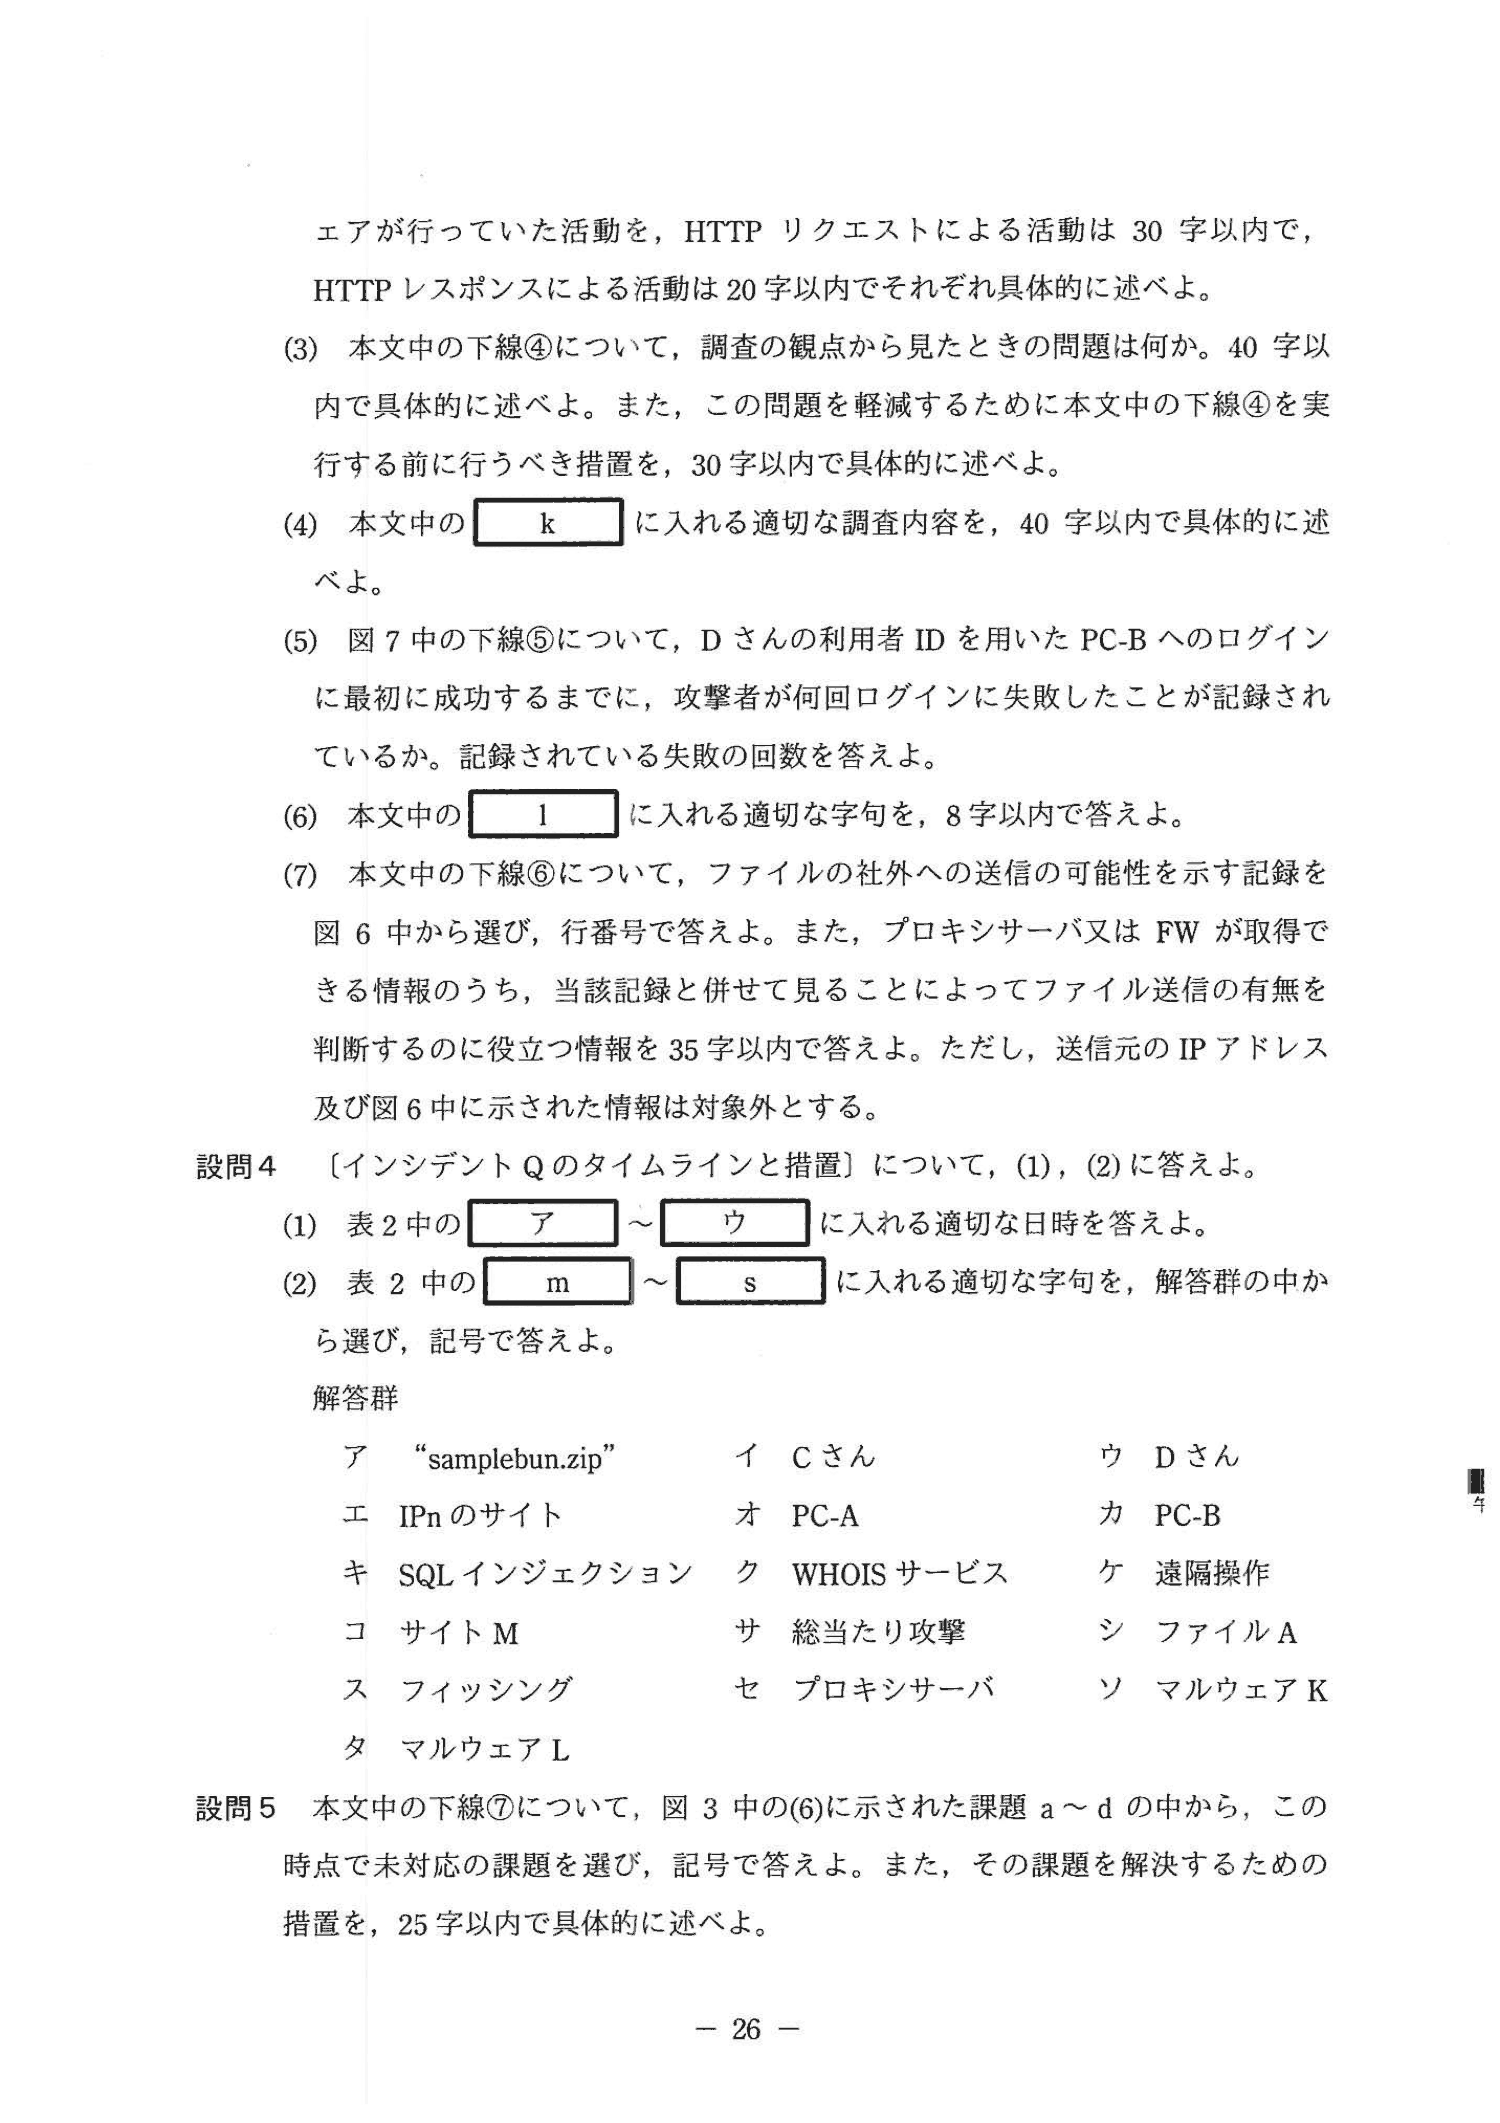 ェアが行っていた活動を，HTTP リクエストによる活動は 30 字以内で，
HTTP レスポンスによる活動は 20 字以内でそれぞれ具体的に述べよ。
(3) 本文中の下線④について，調査の観点から見たときの問題は何か。40 字以
内で具体的に述べよ。また，この問題を軽減するために本文中の下線④を実
行する前に行うべき措置を，30 字以内で具体的に述べよ。
(4) 本文中の k に入れる適切な調査内容を，40 字以内で具体的に述
べよ。
(5) 図 7 中の下線⑤について，D さんの利用者 ID を用いた PC-B へのログイン
に最初に成功するまでに，攻撃者が何回ログインに失敗したことが記録され
ているか。記録されている失敗の回数を答えよ。
(6) 本文中の l に入れる適切な字句を，8 字以内で答えよ。
(7) 本文中の下線⑥について，ファイルの社外への送信の可能性を示す記録を
図 6 中から選び，行番号で答えよ。また，プロキシサーバ又は FW が取得で
きる情報のうち，当該記録と併せて見ることによってファイル送信の有無を
判断するのに役立つ情報を 35 字以内で答えよ。ただし，送信元の IP アドレス
及び図 6 中に示された情報は対象外とする。
設問4 〔インシデント Q のタイムラインと措置〕について，(1)，(2)に答えよ。
(1) 表 2 中の ア ～ ウ に入れる適切な日時を答えよ。
(2) 表 2 中の m ～ s に入れる適切な字句を，解答群の中か
ら選び，記号で答えよ。
解答群
ア “samplebun.zip” イ C さん ウ D さん
エ IPn のサイト オ PC-A カ PC-B
キ SQL インジェクション ク WHOIS サービス ケ 遠隔操作
コ サイト M サ 総当たり攻撃 シ ファイル A
ス フィッシング セ プロキシサーバ ソ マルウェア K
タ マルウェア L
設問5 本文中の下線⑦について，図 3 中の(6)に示された課題 a～d の中から，この
時点で未対応の課題を選び，記号で答えよ。また，その課題を解決するための
措置を，25 字以内で具体的に述べよ。
－ 26 －